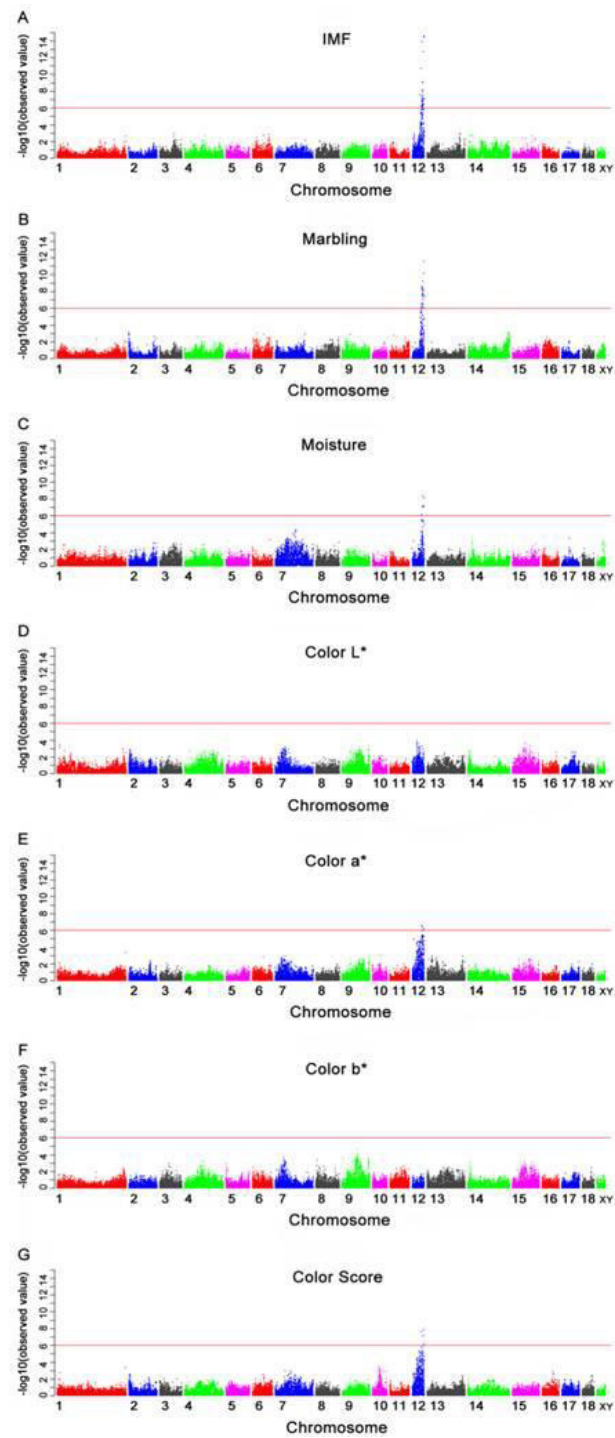 A
IMF
-log10(observed value)
0 2 4 6 8 10 12 14
1 2 3 4 5 6 7 8 9 10 11 12 13 14 15 16 17 18 XY
Chromosome
B
Marbling
-log10(observed value)
0 2 4 6 8 10 12 14
1 2 3 4 5 6 7 8 9 10 11 12 13 14 15 16 17 18 XY
Chromosome
C
Moisture
-log10(observed value)
0 2 4 6 8 10 12 14
1 2 3 4 5 6 7 8 9 10 11 12 13 14 15 16 17 18 XY
Chromosome
D
Color L*
-log10(observed value)
0 2 4 6 8 10 12 14
1 2 3 4 5 6 7 8 9 10 11 12 13 14 15 16 17 18 XY
Chromosome
E
Color a*
-log10(observed value)
0 2 4 6 8 10 12 14
1 2 3 4 5 6 7 8 9 10 11 12 13 14 15 16 17 18 XY
Chromosome
F
Color b*
-log10(observed value)
0 2 4 6 8 10 12 14
1 2 3 4 5 6 7 8 9 10 11 12 13 14 15 16 17 18 XY
Chromosome
G
Color Score
-log10(observed value)
0 2 4 6 8 10 12 14
1 2 3 4 5 6 7 8 9 10 11 12 13 14 15 16 17 18 XY
Chromosome